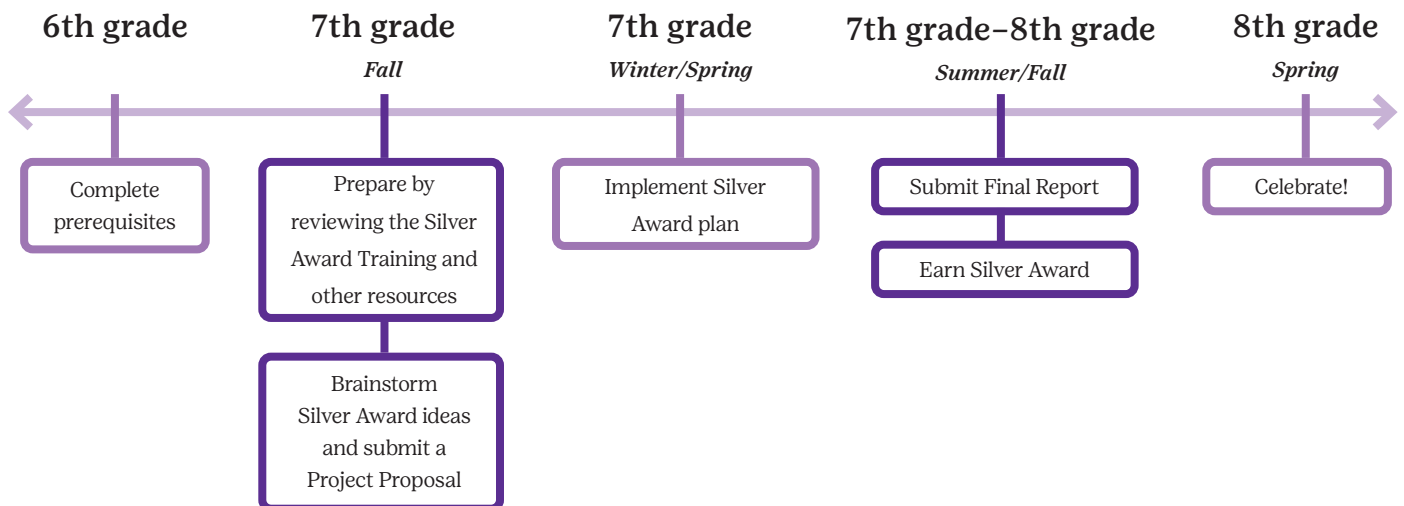 6th grade
7th grade
Fall
7th grade
Winter/Spring
7th grade–8th grade
Summer/Fall
8th grade
Spring
Complete
prerequisites
Prepare by
reviewing the Silver
Award Training and
other resources
Brainstorm
Silver Award ideas
and submit a
Project Proposal
Implement Silver
Award plan
Submit Final Report
Earn Silver Award
Celebrate!